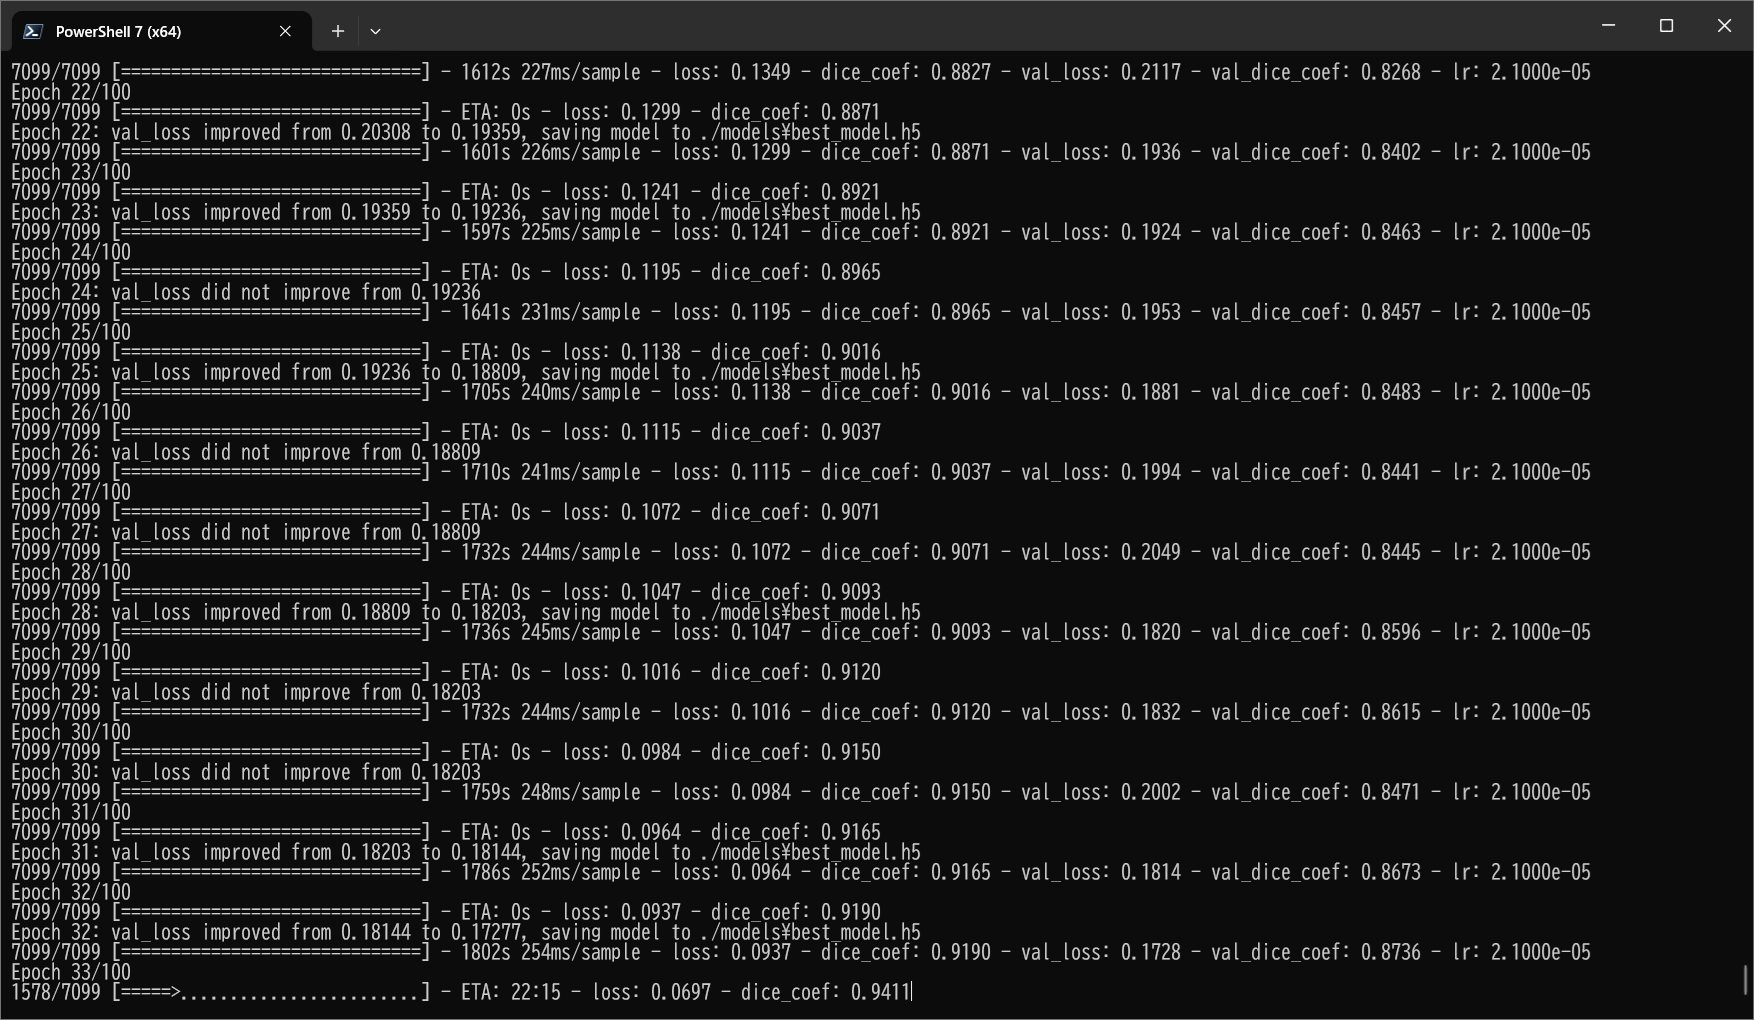 PowerShell 7 (x64)
7099/7099 [==============================] - 1612s 227ms/sample - loss: 0.1349 - dice_coef: 0.8827 - val_loss: 0.2117 - val_dice_coef: 0.8268 - lr: 2.1000e-05
Epoch 22/100
7099/7099 [==============================] - ETA: 0s - loss: 0.1299 - dice_coef: 0.8871
Epoch 22: val_loss improved from 0.20308 to 0.19359, saving model to ./models¥best_model.h5
7099/7099 [==============================] - 1601s 226ms/sample - loss: 0.1299 - dice_coef: 0.8871 - val_loss: 0.1936 - val_dice_coef: 0.8402 - lr: 2.1000e-05
Epoch 23/100
7099/7099 [==============================] - ETA: 0s - loss: 0.1241 - dice_coef: 0.8921
Epoch 23: val_loss improved from 0.19359 to 0.19236, saving model to ./models¥best_model.h5
7099/7099 [==============================] - 1597s 225ms/sample - loss: 0.1241 - dice_coef: 0.8921 - val_loss: 0.1924 - val_dice_coef: 0.8463 - lr: 2.1000e-05
Epoch 24/100
7099/7099 [==============================] - ETA: 0s - loss: 0.1195 - dice_coef: 0.8965
Epoch 24: val_loss did not improve from 0.19236
7099/7099 [==============================] - 1641s 231ms/sample - loss: 0.1195 - dice_coef: 0.8965 - val_loss: 0.1953 - val_dice_coef: 0.8457 - lr: 2.1000e-05
Epoch 25/100
7099/7099 [==============================] - ETA: 0s - loss: 0.1138 - dice_coef: 0.9016
Epoch 25: val_loss improved from 0.19236 to 0.18809, saving model to ./models¥best_model.h5
7099/7099 [==============================] - 1705s 240ms/sample - loss: 0.1138 - dice_coef: 0.9016 - val_loss: 0.1881 - val_dice_coef: 0.8483 - lr: 2.1000e-05
Epoch 26/100
7099/7099 [==============================] - ETA: 0s - loss: 0.1115 - dice_coef: 0.9037
Epoch 26: val_loss did not improve from 0.18809
7099/7099 [==============================] - 1710s 241ms/sample - loss: 0.1115 - dice_coef: 0.9037 - val_loss: 0.1994 - val_dice_coef: 0.8441 - lr: 2.1000e-05
Epoch 27/100
7099/7099 [==============================] - ETA: 0s - loss: 0.1072 - dice_coef: 0.9071
Epoch 27: val_loss did not improve from 0.18809
7099/7099 [==============================] - 1732s 244ms/sample - loss: 0.1072 - dice_coef: 0.9071 - val_loss: 0.2049 - val_dice_coef: 0.8445 - lr: 2.1000e-05
Epoch 28/100
7099/7099 [==============================] - ETA: 0s - loss: 0.1047 - dice_coef: 0.9093
Epoch 28: val_loss improved from 0.18809 to 0.18203, saving model to ./models¥best_model.h5
7099/7099 [==============================] - 1736s 245ms/sample - loss: 0.1047 - dice_coef: 0.9093 - val_loss: 0.1820 - val_dice_coef: 0.8596 - lr: 2.1000e-05
Epoch 29/100
7099/7099 [==============================] - ETA: 0s - loss: 0.1016 - dice_coef: 0.9120
Epoch 29: val_loss did not improve from 0.18203
7099/7099 [==============================] - 1732s 244ms/sample - loss: 0.1016 - dice_coef: 0.9120 - val_loss: 0.1832 - val_dice_coef: 0.8615 - lr: 2.1000e-05
Epoch 30/100
7099/7099 [==============================] - ETA: 0s - loss: 0.0984 - dice_coef: 0.9150
Epoch 30: val_loss did not improve from 0.18203
7099/7099 [==============================] - 1759s 248ms/sample - loss: 0.0984 - dice_coef: 0.9150 - val_loss: 0.2002 - val_dice_coef: 0.8471 - lr: 2.1000e-05
Epoch 31/100
7099/7099 [==============================] - ETA: 0s - loss: 0.0964 - dice_coef: 0.9165
Epoch 31: val_loss improved from 0.18203 to 0.18144, saving model to ./models¥best_model.h5
7099/7099 [==============================] - 1786s 252ms/sample - loss: 0.0964 - dice_coef: 0.9165 - val_loss: 0.1814 - val_dice_coef: 0.8673 - lr: 2.1000e-05
Epoch 32/100
7099/7099 [==============================] - ETA: 0s - loss: 0.0937 - dice_coef: 0.9190
Epoch 32: val_loss improved from 0.18144 to 0.17277, saving model to ./models¥best_model.h5
7099/7099 [==============================] - 1802s 254ms/sample - loss: 0.0937 - dice_coef: 0.9190 - val_loss: 0.1728 - val_dice_coef: 0.8736 - lr: 2.1000e-05
Epoch 33/100
1578/7099 [=====>........................] - ETA: 22:15 - loss: 0.0697 - dice_coef: 0.9411